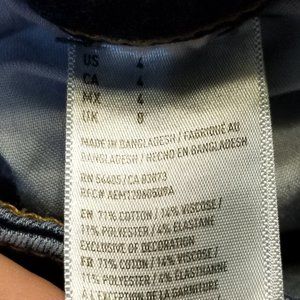 US 4
CA 4
MX 4
UK 8
MADE IN BANGLADESH / FABRIQUÉ AU
BANGLADESH / HECHO EN BANGLADESH
RN 54485 / CA 03873
EN 71% COTTON / 14% VISCOSE /
11% POLYESTER / 4% ELASTANE
EXCLUSIVE OF DECORATION
FR 71% COTON / 14% VISCOSE /
11% POLYESTER / 4% ÉLASTHANNE
À L'EXCEPTION DE LA GARNITURE